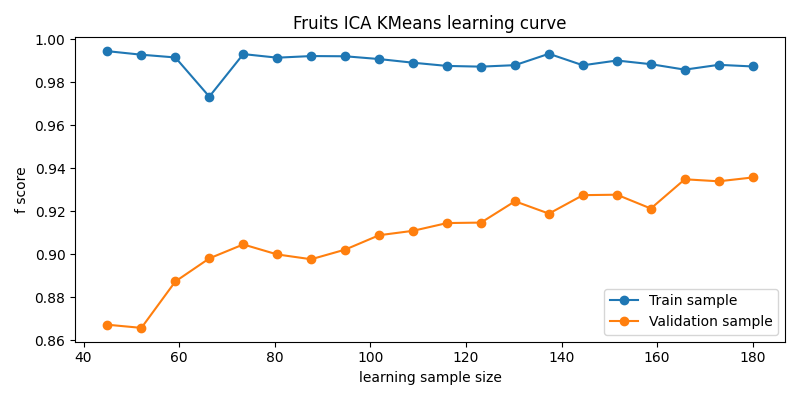 Fruits ICA KMeans learning curve
1.00
0.98
0.96
0.94
0.92
0.90
0.88
0.86
f score
Train sample
Validation sample
40 60 80 100 120 140 160 180
learning sample size